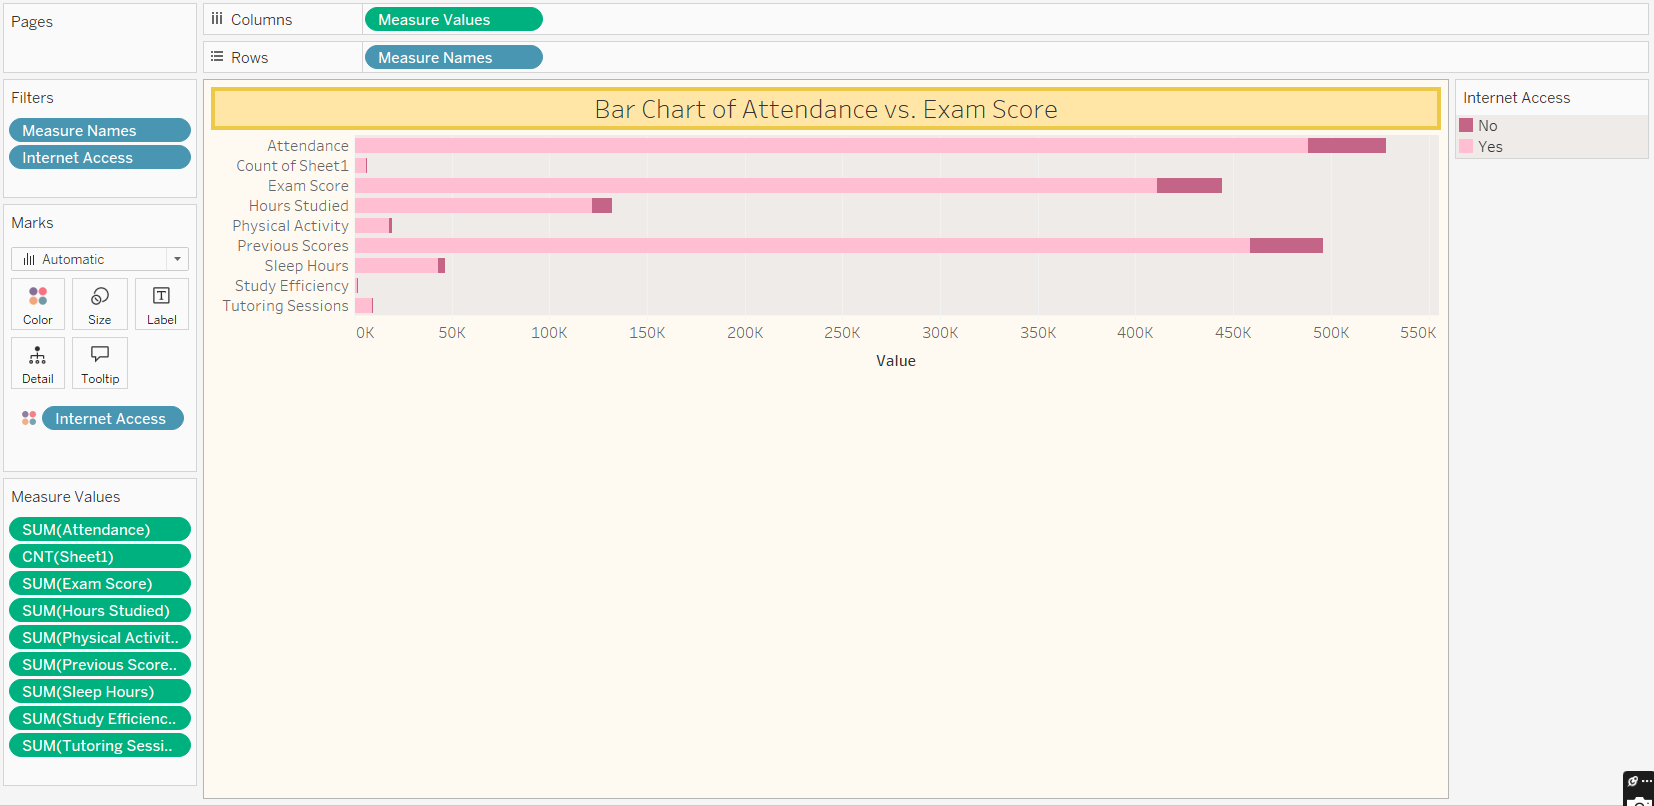 Pages
Columns
Measure Values
Rows
Measure Names
Filters
Measure Names
Internet Access
Marks
Automatic
Color
Size
Label
Detail
Tooltip
Internet Access
Measure Values
SUM(Attendance)
CNT(Sheet1)
SUM(Exam Score)
SUM(Hours Studied)
SUM(Physical Activit..
SUM(Previous Score..
SUM(Sleep Hours)
SUM(Study Efficienc..
SUM(Tutoring Sessi..
Bar Chart of Attendance vs. Exam Score
Attendance
Count of Sheet1
Exam Score
Hours Studied
Physical Activity
Previous Scores
Sleep Hours
Study Efficiency
Tutoring Sessions
0K 50K 100K 150K 200K 250K 300K 350K 400K 450K 500K 550K
Value
Internet Access
No
Yes